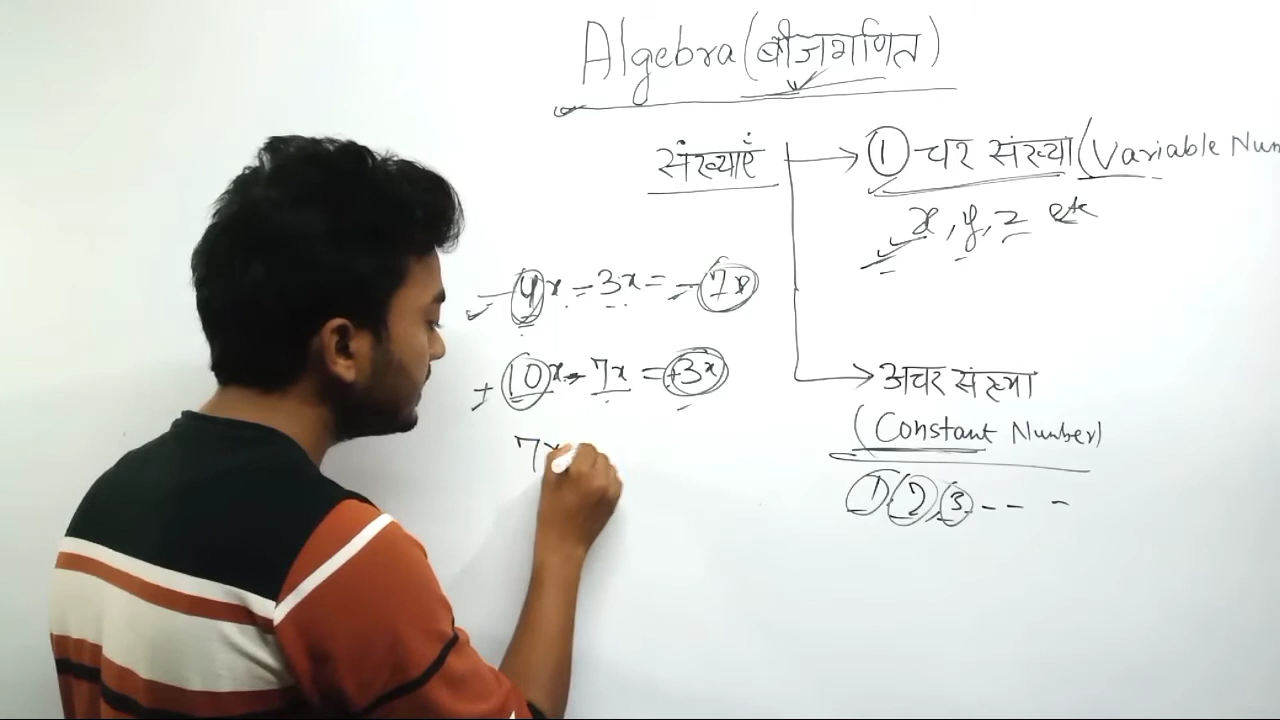 Algebra (बीजगणित)
संख्याएँ
① चर संख्या (Variable Num
x, y, z etc
- 4x - 3x = - 7x
+ 10x - 7x = +3x
7x
अचर संख्या
(Constant Number)
1, 2, 3 - - -